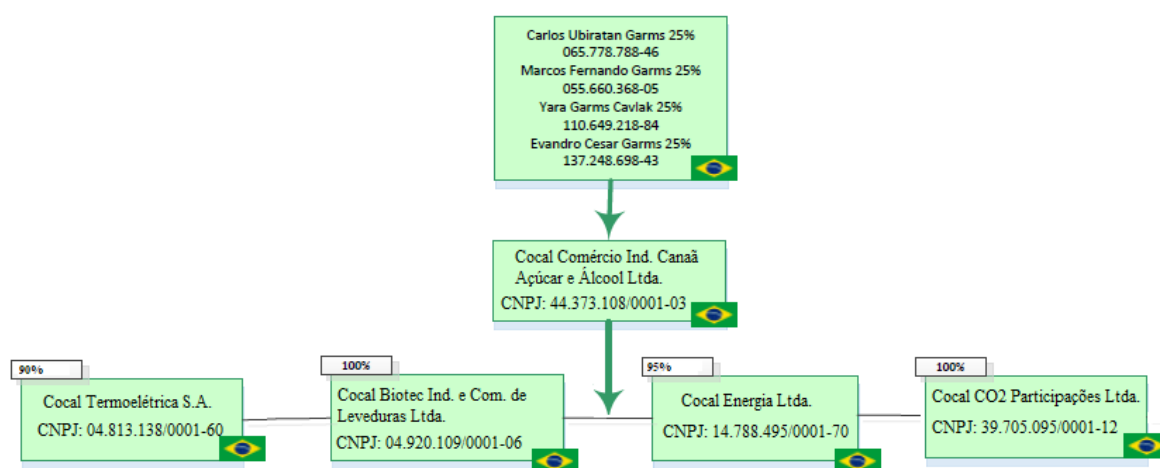 Carlos Ubiratan Garms 25%
065.778.788-46
Marcos Fernando Garms 25%
055.660.368-05
Yara Garms Cavlak 25%
110.649.218-84
Evandro Cesar Garms 25%
137.248.698-43
Cocal Comércio Ind. Canaã
Açúcar e Álcool Ltda.
CNPJ: 44.373.108/0001-03
90%
Cocal Termoelétrica S.A.
CNPJ: 04.813.138/0001-60
100%
Cocal Biotec Ind. e Com. de
Leveduras Ltda.
CNPJ: 04.920.109/0001-06
95%
Cocal Energia Ltda.
CNPJ: 14.788.495/0001-70
100%
Cocal CO2 Participações Ltda.
CNPJ: 39.705.095/0001-12